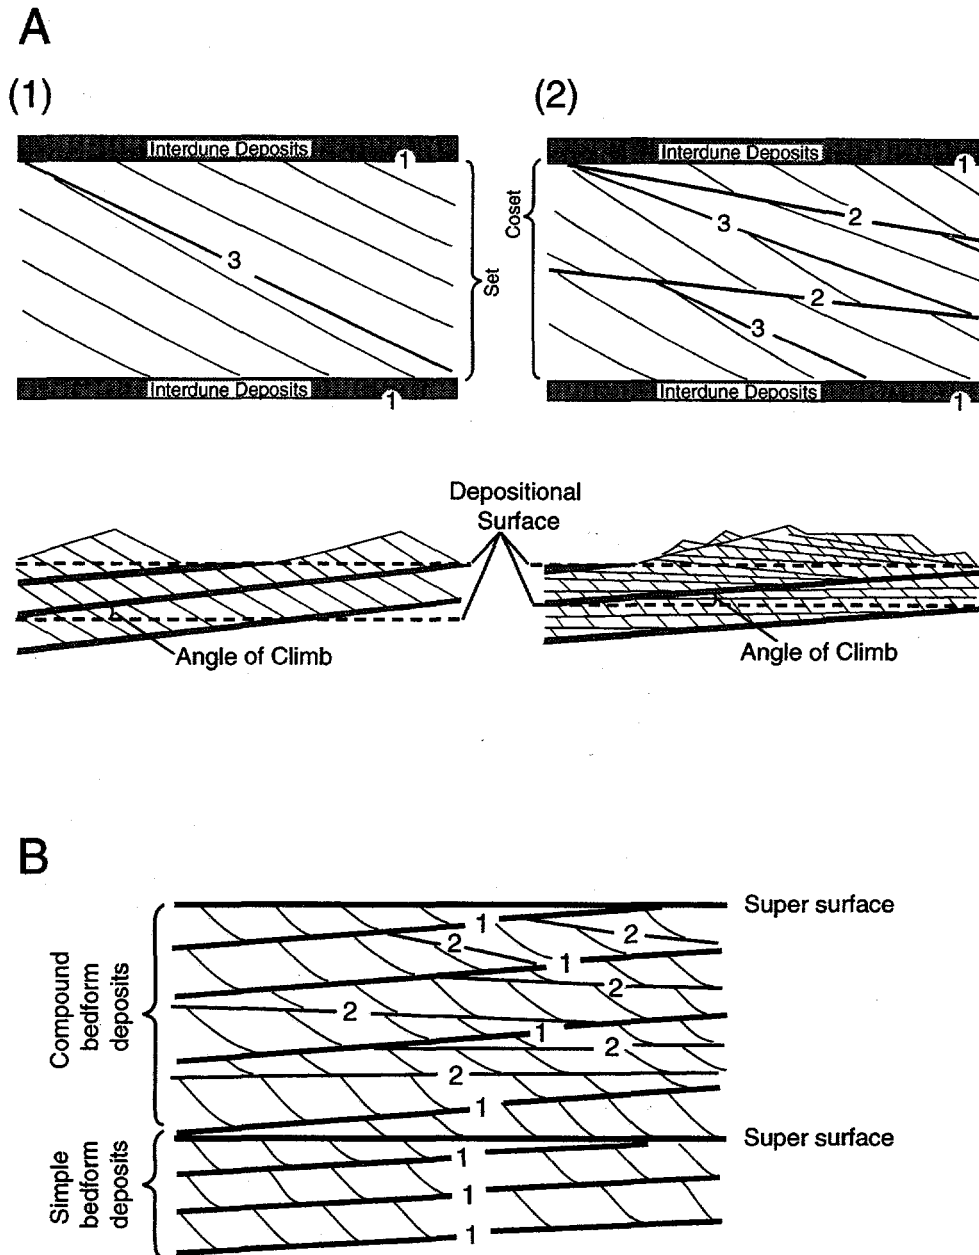 A
(1)
(2)
Interdune Deposits
1
Interdune Deposits
1
3
Set
Coset
2
3
2
3
Interdune Deposits
1
Interdune Deposits
1
Depositional
Surface
Angle of Climb
Angle of Climb
B
Compound
bedform
deposits
Simple
bedform
deposits
Super surface
1
2
2
1
2
2
1
2
2
1
Super surface
1
1
1